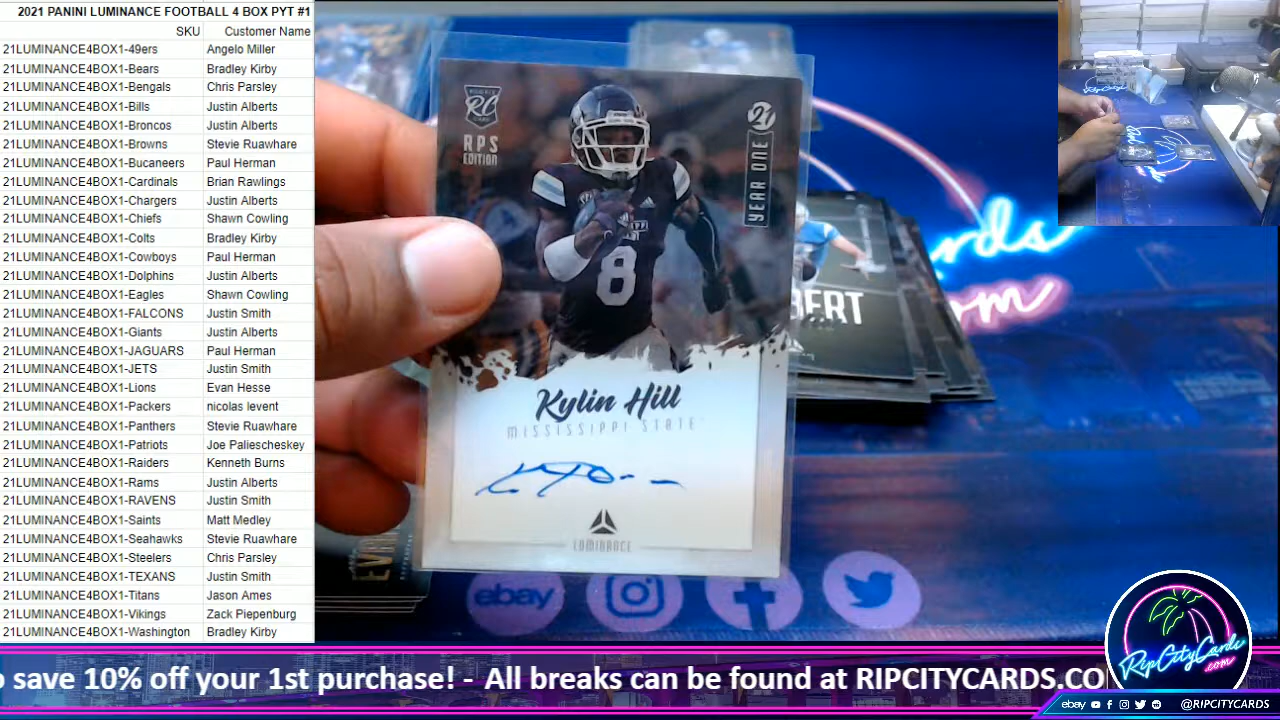 2021 PANINI LUMINANCE FOOTBALL 4 BOX PYT #1
SKU Customer Name
21LUMINANCE4BOX1-49ers Angelo Miller
21LUMINANCE4BOX1-Bears Bradley Kirby
21LUMINANCE4BOX1-Bengals Chris Parsley
21LUMINANCE4BOX1-Bills Justin Alberts
21LUMINANCE4BOX1-Broncos Justin Alberts
21LUMINANCE4BOX1-Browns Stevie Ruawhare
21LUMINANCE4BOX1-Bucaneers Paul Herman
21LUMINANCE4BOX1-Cardinals Brian Rawlings
21LUMINANCE4BOX1-Chargers Justin Alberts
21LUMINANCE4BOX1-Chiefs Shawn Cowling
21LUMINANCE4BOX1-Colts Bradley Kirby
21LUMINANCE4BOX1-Cowboys Paul Herman
21LUMINANCE4BOX1-Dolphins Justin Alberts
21LUMINANCE4BOX1-Eagles Shawn Cowling
21LUMINANCE4BOX1-FALCONS Justin Smith
21LUMINANCE4BOX1-Giants Justin Alberts
21LUMINANCE4BOX1-JAGUARS Paul Herman
21LUMINANCE4BOX1-JETS Justin Smith
21LUMINANCE4BOX1-Lions Evan Hesse
21LUMINANCE4BOX1-Packers nicolas levent
21LUMINANCE4BOX1-Panthers Stevie Ruawhare
21LUMINANCE4BOX1-Patriots Joe Paliescheskey
21LUMINANCE4BOX1-Raiders Kenneth Burns
21LUMINANCE4BOX1-Rams Justin Alberts
21LUMINANCE4BOX1-RAVENS Justin Smith
21LUMINANCE4BOX1-Saints Matt Medley
21LUMINANCE4BOX1-Seahawks Stevie Ruawhare
21LUMINANCE4BOX1-Steelers Chris Parsley
21LUMINANCE4BOX1-TEXANS Justin Smith
21LUMINANCE4BOX1-Titans Jason Ames
21LUMINANCE4BOX1-Vikings Zack Piepenburg
21LUMINANCE4BOX1-Washington Bradley Kirby
RC
RPS
EDITION
21
YEAR ONE
8
Kylin Hill
MISSISSIPPI STATE
LUMINANCE
BERT
ards
om
ebay
RipCityCards
.com
save 10% off your 1st purchase! - All breaks can be found at RIPCITYCARDS.CO
ebay @RIPCITYCARDS